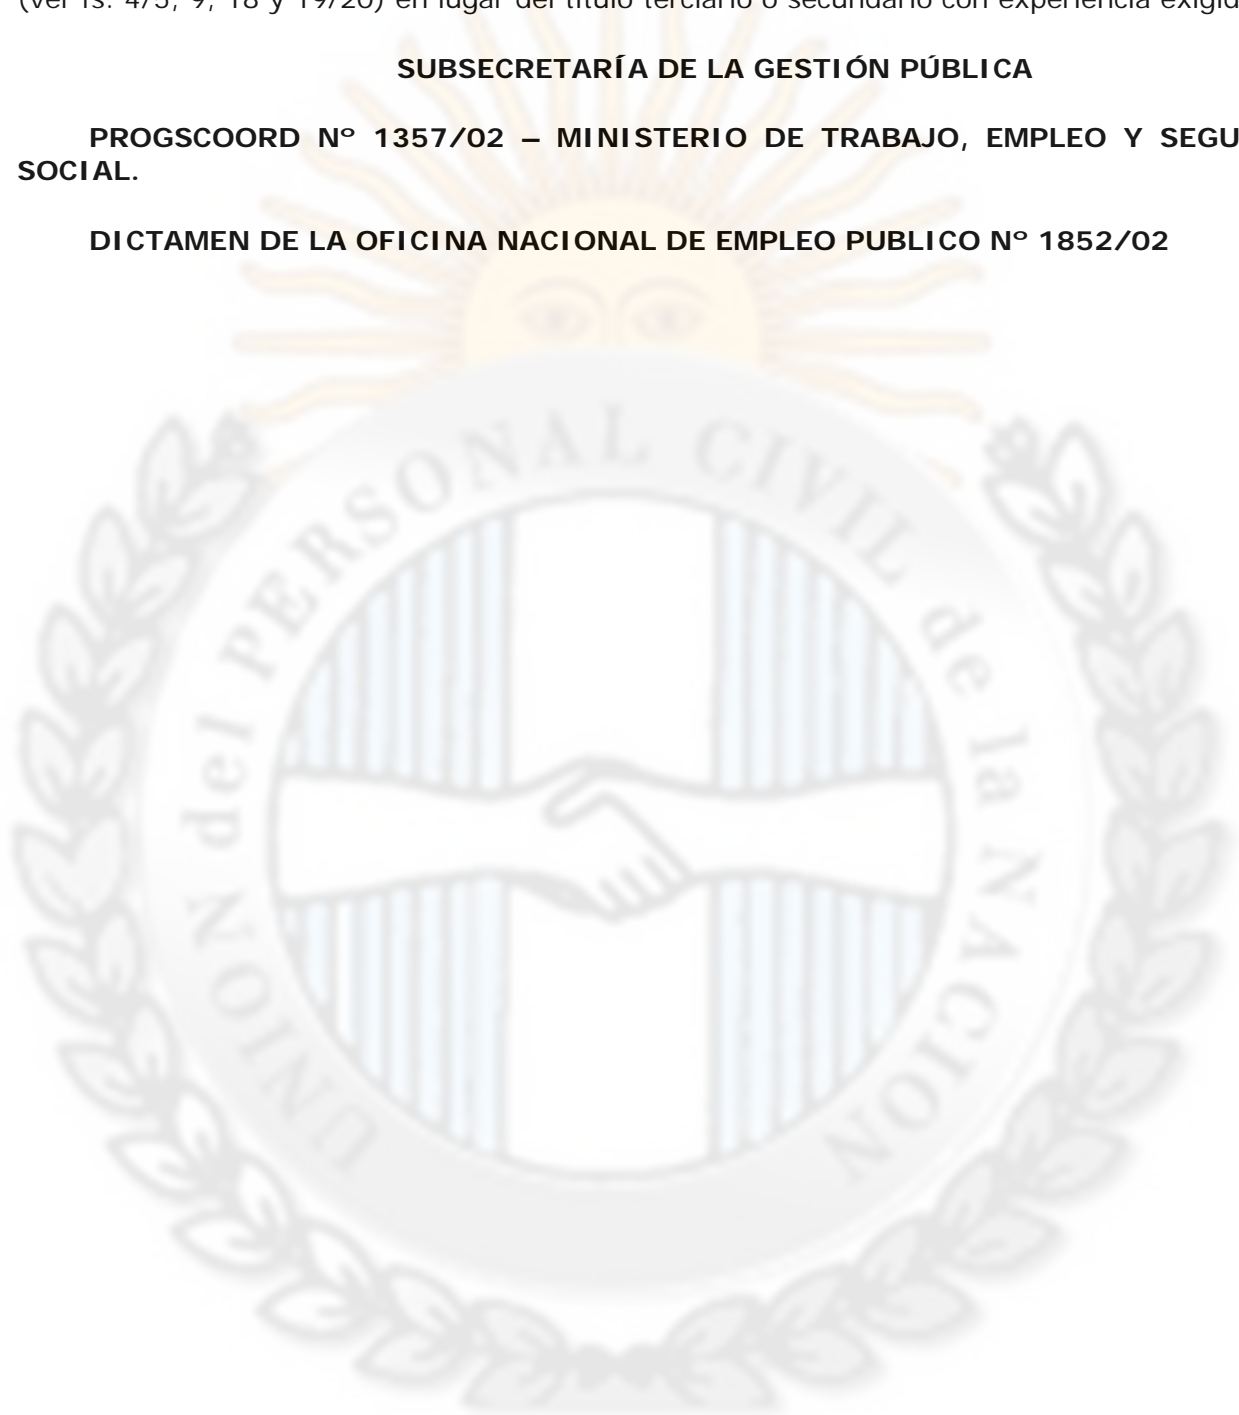 (ver fs. 4/5, 9, 18 y 19/20) en lugar del título terciario o secundario con experiencia exigid
SUBSECRETARÍA DE LA GESTIÓN PÚBLICA
PROGSCOORD Nº 1357/02 – MINISTERIO DE TRABAJO, EMPLEO Y SEGU
SOCIAL.
DICTAMEN DE LA OFICINA NACIONAL DE EMPLEO PUBLICO Nº 1852/02
UNION del PERSONAL CIVIL de la NACION